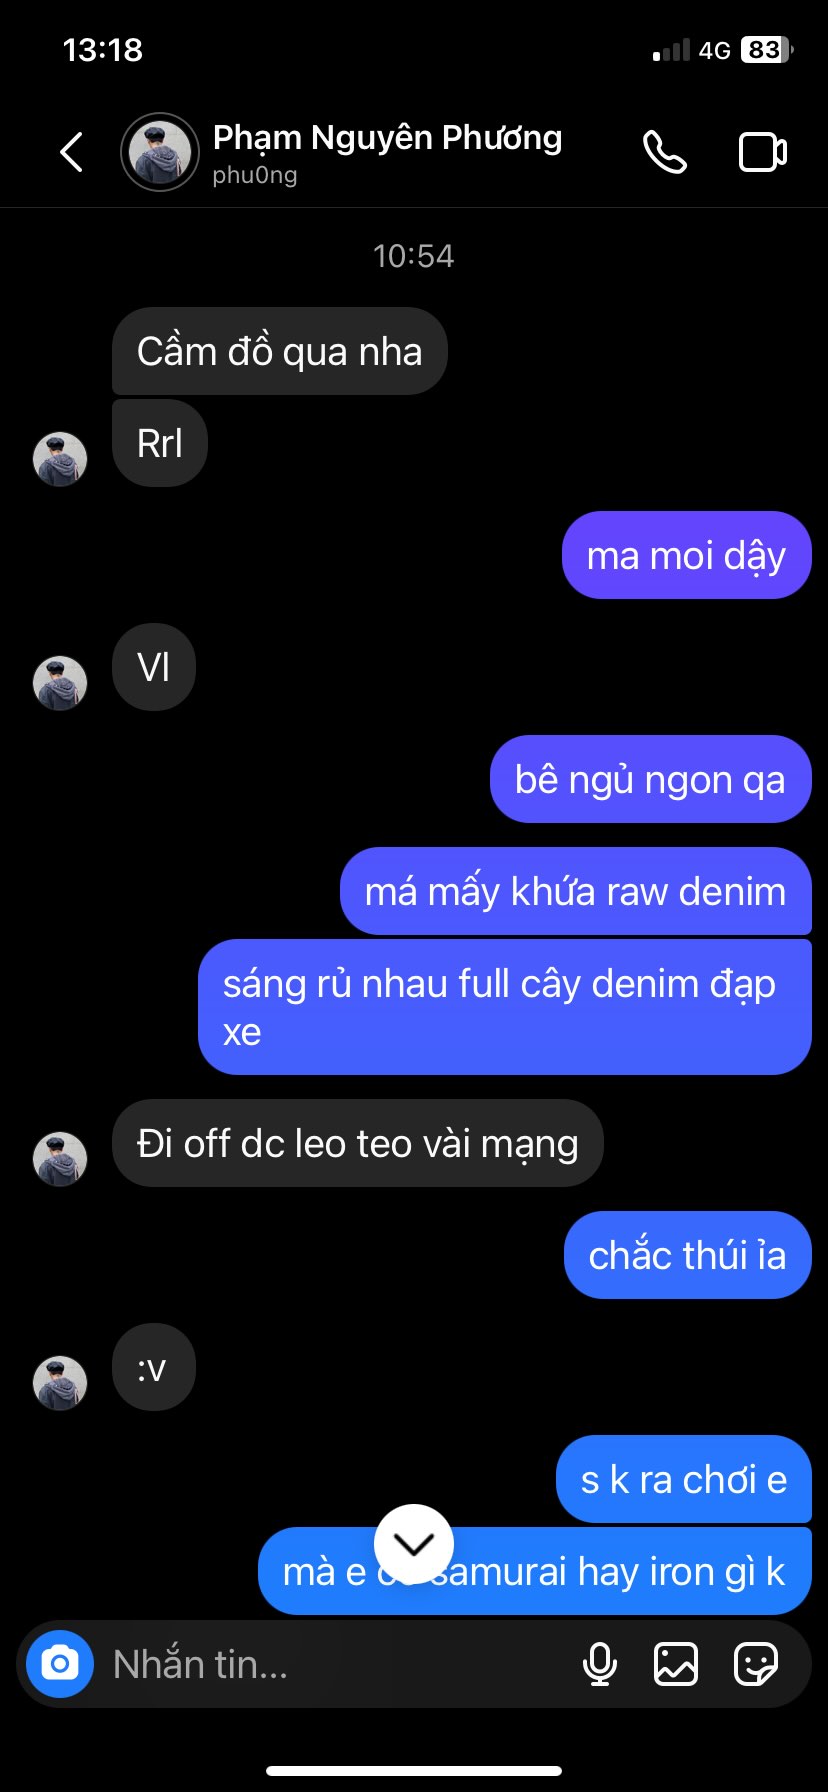 13:18
4G 83
Phạm Nguyên Phương
phu0ng
10:54
Cầm đồ qua nha
Rrl
ma moi dậy
Vl
bê ngủ ngon qa
má mấy khứa raw denim
sáng rủ nhau full cây denim đạp
xe
Đi off dc leo teo vài mạng
chắc thúi ỉa
:v
s k ra chơi e
mà e samurai hay iron gì k
Nhắn tin...